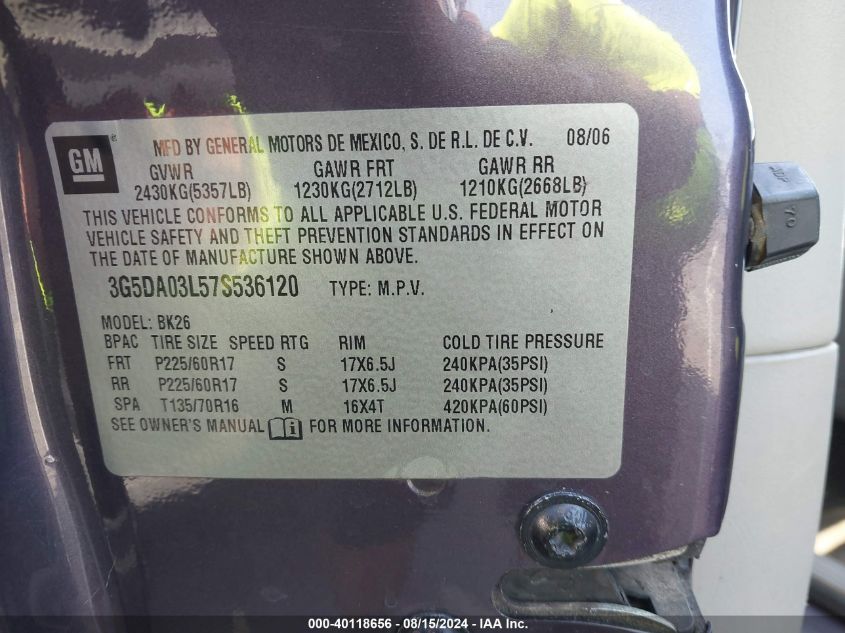 GM MFD BY GENERAL MOTORS DE MEXICO, S. DE R.L. DE C.V. 08/06
GVWR GAWR FRT GAWR RR
2430KG(5357LB) 1230KG(2712LB) 1210KG(2668LB)
THIS VEHICLE CONFORMS TO ALL APPLICABLE U.S. FEDERAL MOTOR
VEHICLE SAFETY AND THEFT PREVENTION STANDARDS IN EFFECT ON
THE DATE OF MANUFACTURE SHOWN ABOVE.
3G5DA03L57S536120 TYPE: M.P.V.
MODEL: BK26
BPAC TIRE SIZE SPEED RTG RIM COLD TIRE PRESSURE
FRT P225/60R17 S 17X6.5J 240KPA(35PSI)
RR P225/60R17 S 17X6.5J 240KPA(35PSI)
SPA T135/70R16 M 16X4T 420KPA(60PSI)
SEE OWNER'S MANUAL i FOR MORE INFORMATION.
70
000-40118656 - 08/15/2024 - IAA Inc.